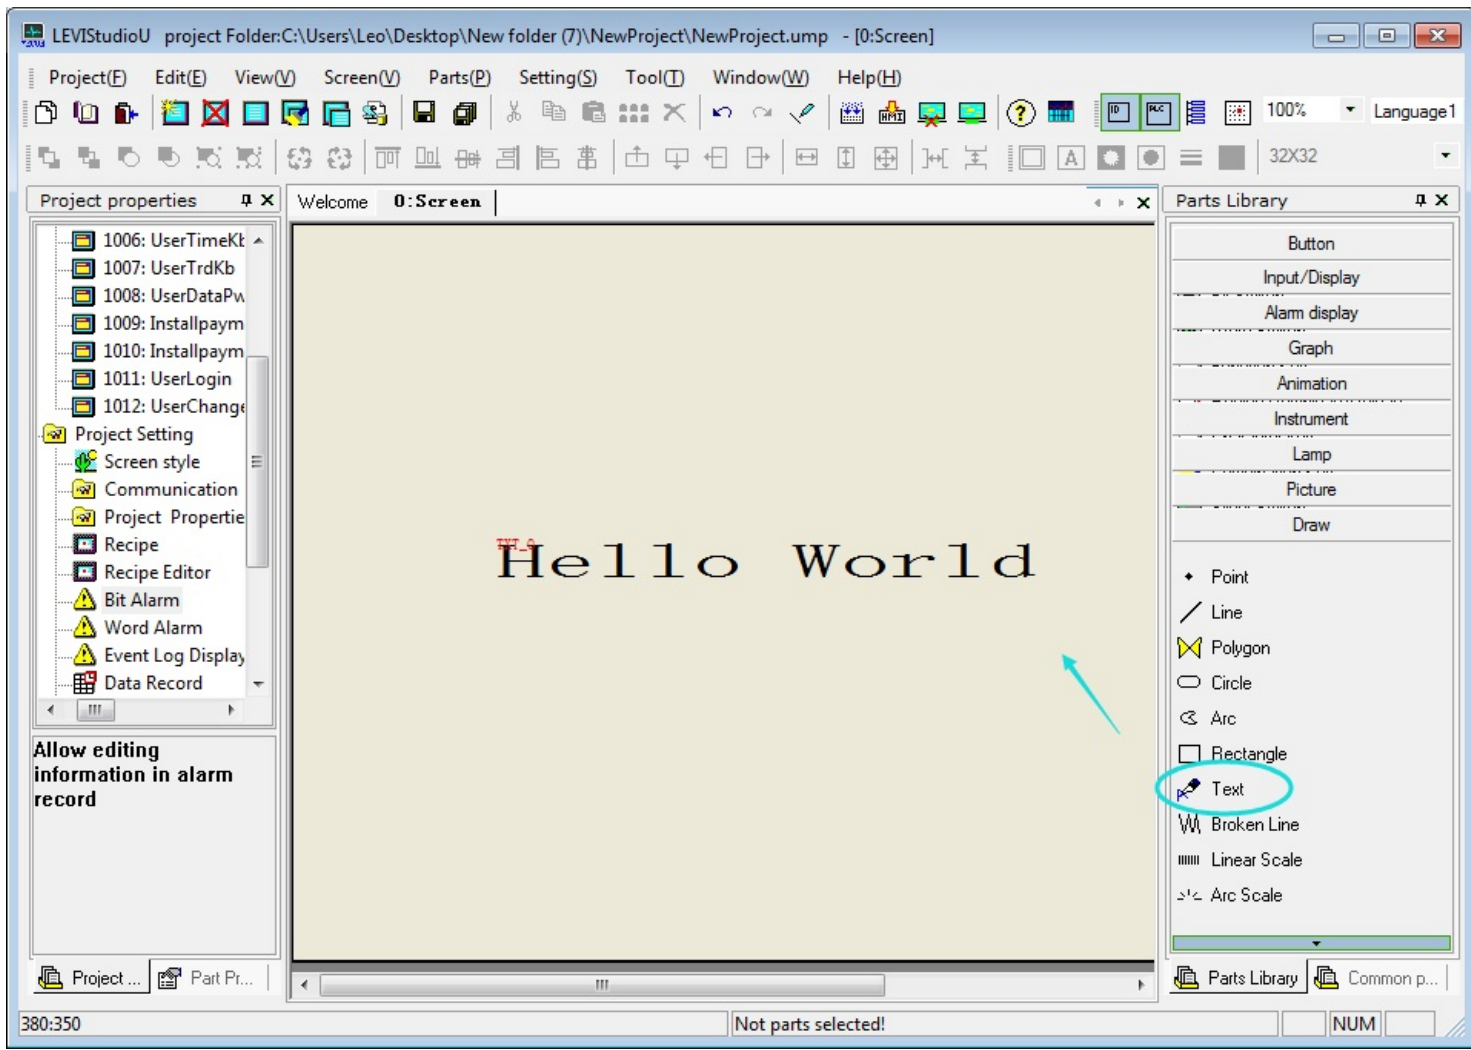 LEVIStudioU project Folder:C:\Users\Leo\Desktop\New folder (7)\NewProject\NewProject.ump - [0:Screen]
Project(F) Edit(E) View(V) Screen(V) Parts(P) Setting(S) Tool(T) Window(W) Help(H)
HMI ? ID PLC 100% Language1
A 32X32
Project properties
1006: UserTimeKb
1007: UserTrdKb
1008: UserDataPw
1009: Installpaym
1010: Installpaym
1011: UserLogin
1012: UserChange
Project Setting
Screen style
Communication
Project Propertie
Recipe
Recipe Editor
Bit Alarm
Word Alarm
Event Log Display
Data Record
Allow editing
information in alarm
record
Project ... Part Pr...
Welcome 0:Screen
TXT_0
Hello World
Parts Library
Button
Input/Display
Alarm display
Graph
Animation
Instrument
Lamp
Picture
Draw
Point
Line
Polygon
Circle
Arc
Rectangle
Text
Broken Line
Linear Scale
Arc Scale
Parts Library Common p...
380:350 Not parts selected! NUM